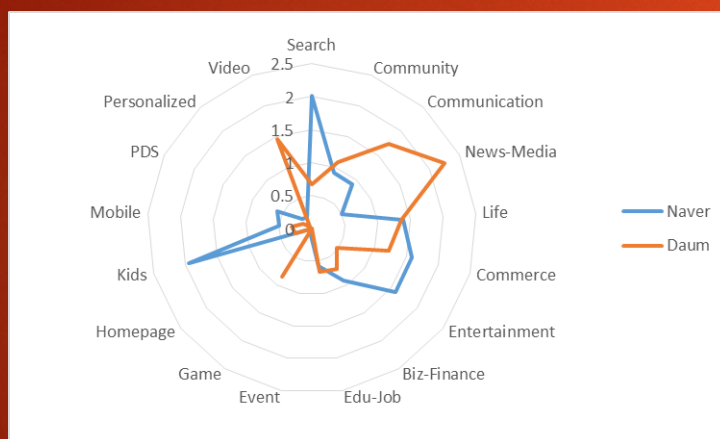 Search
Community
Communication
News-Media
Life
Commerce
Entertainment
Biz-Finance
Edu-Job
Event
Game
Homepage
Kids
Mobile
PDS
Personalized
Video
2.5
2
1.5
1
0.5
0
Naver
Daum